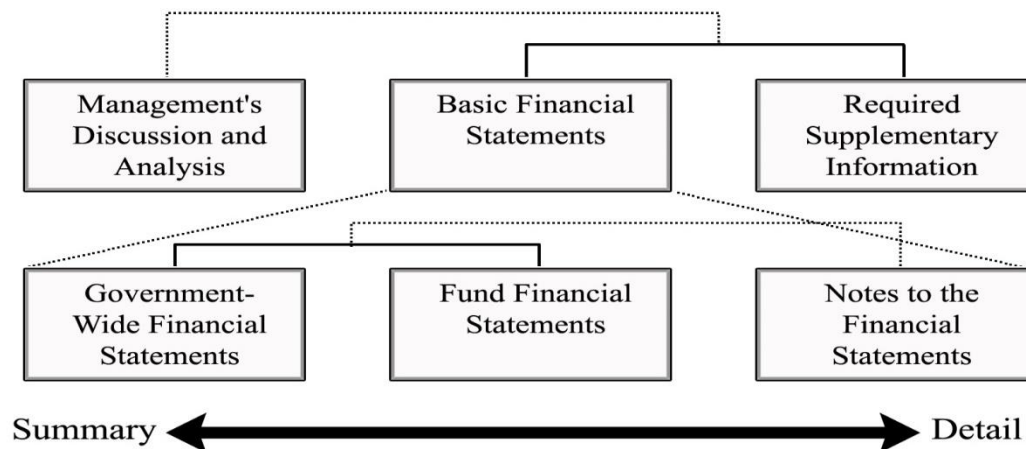 Management's
Discussion and
Analysis
Basic Financial
Statements
Required
Supplementary
Information
Government-
Wide Financial
Statements
Fund Financial
Statements
Notes to the
Financial
Statements
Summary
Detail